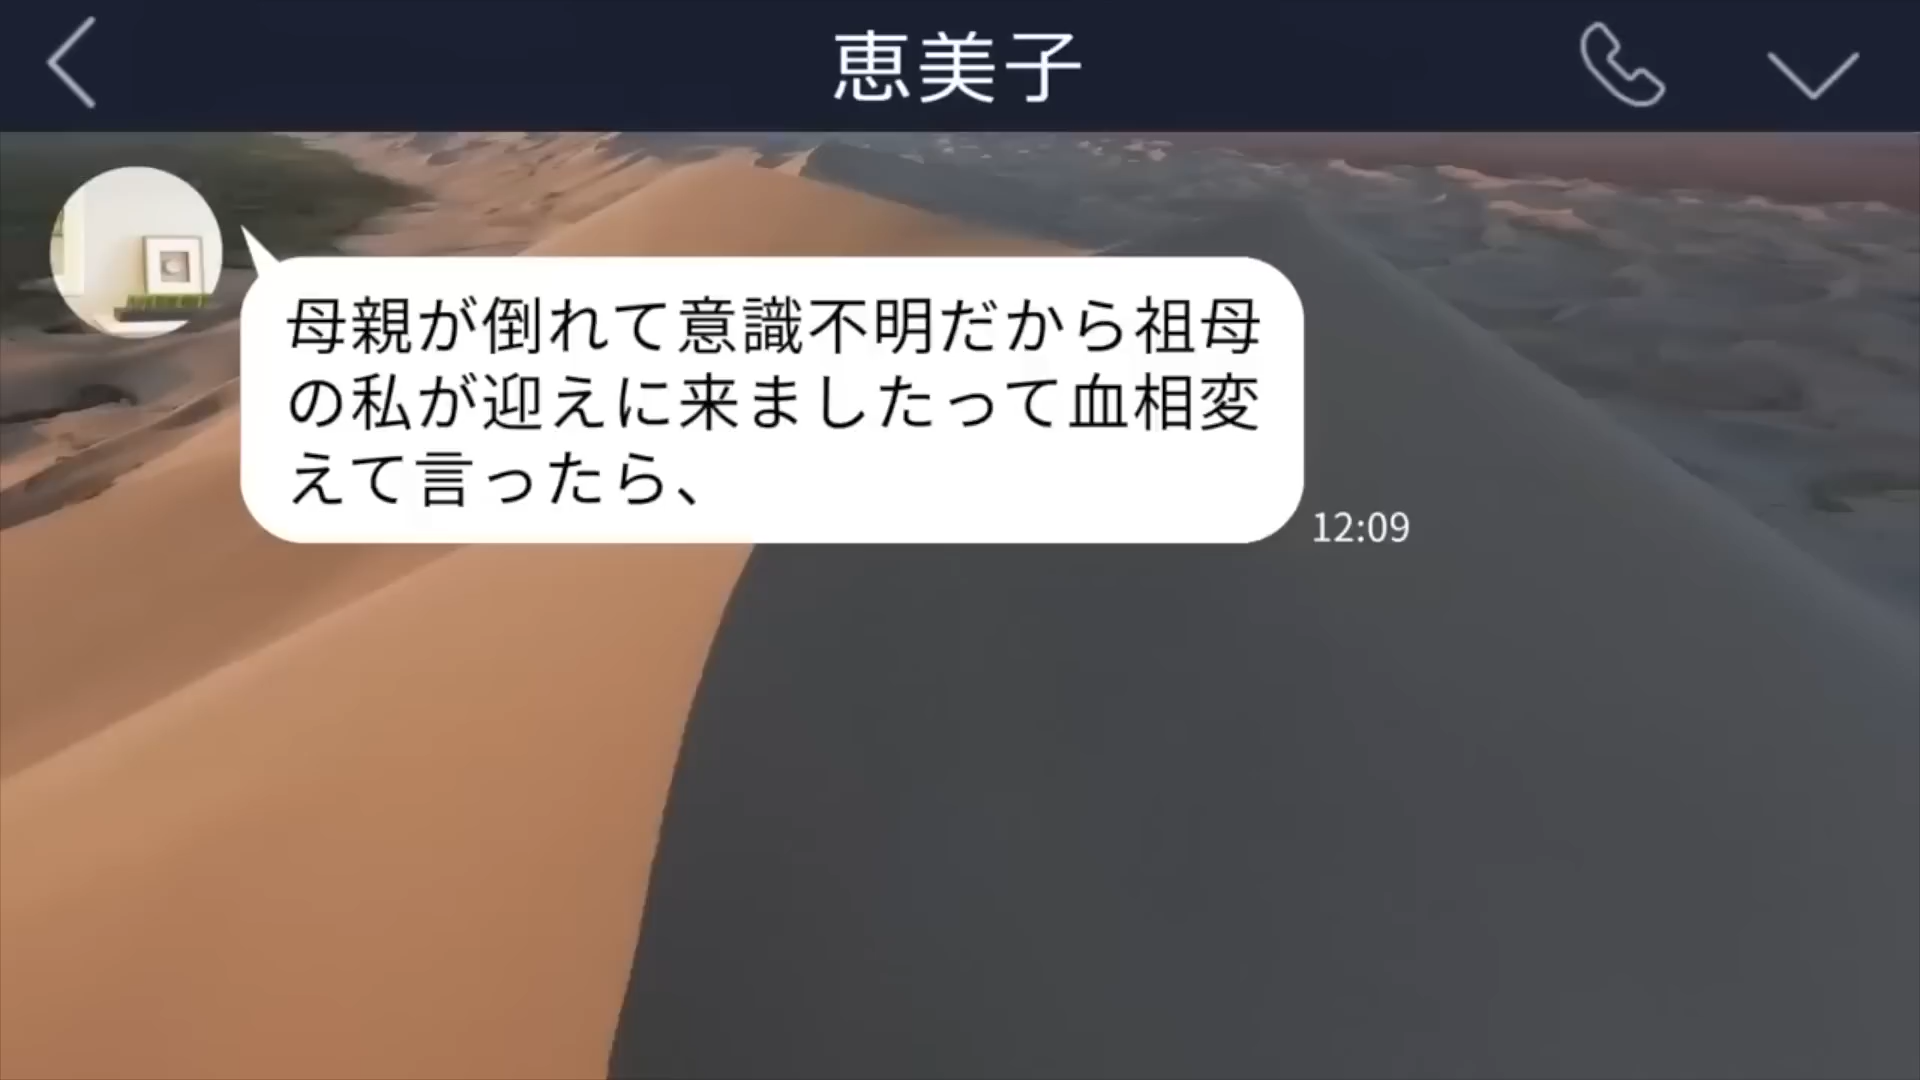 恵美子
母親が倒れて意識不明だから祖母
の私が迎えに来ましたって血相変
えて言ったら、
12:09